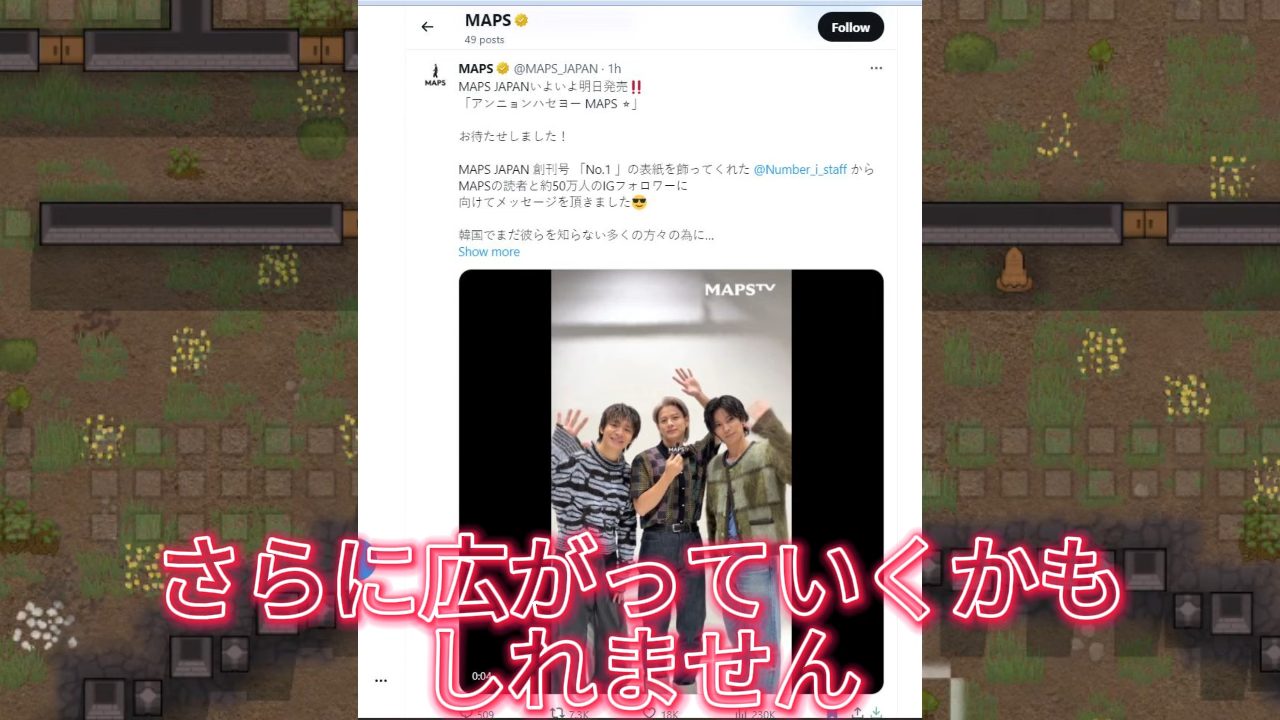 MAPS
49 posts
Follow
MAPS @MAPS_JAPAN · 1h
MAPS
MAPS JAPANいよいよ明日発売‼️
「アンニョンハセヨー MAPS ⭐」
お待たせしました！
MAPS JAPAN 創刊号 「No.1 」の表紙を飾ってくれた @Number_i_staff から
MAPSの読者と約50万人のIGフォロワーに
向けてメッセージを頂きました😎
韓国でまだ彼らを知らない多くの方々の為に…
Show more
MAPSTV
MAPSTV
さらに広がっていくかも
しれません
0:04
509 7.3K 18K 230K